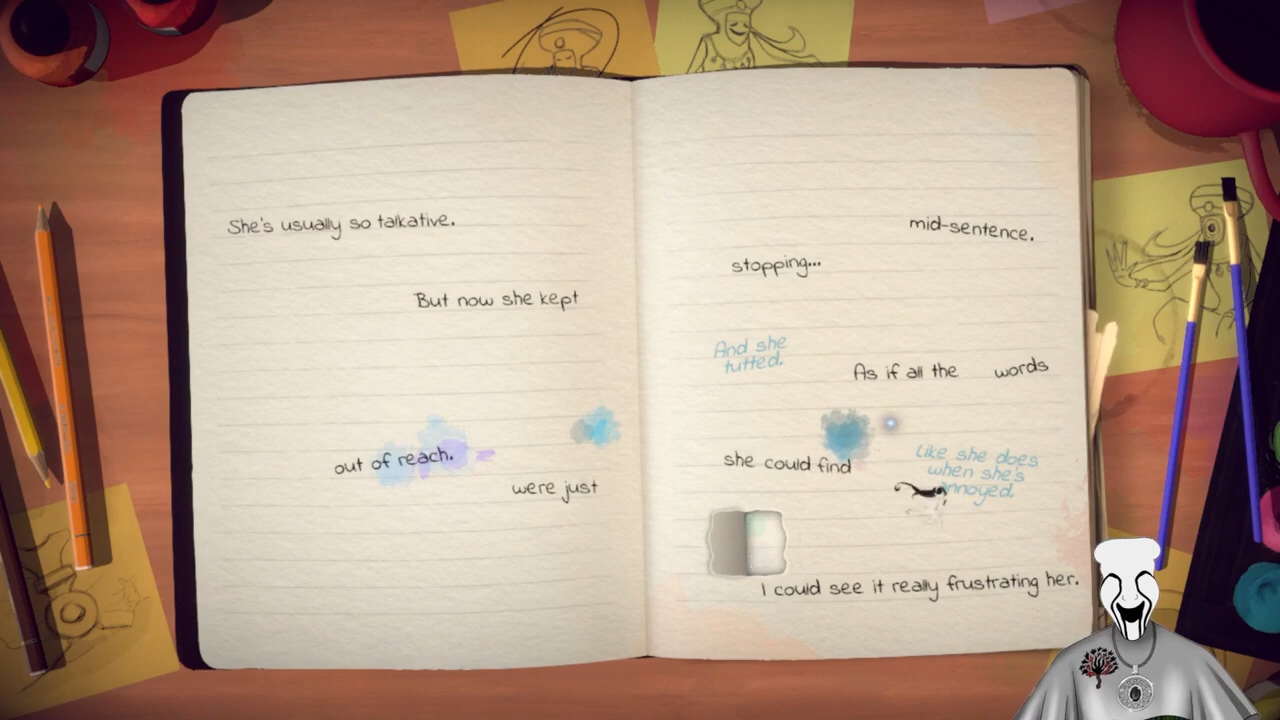 She's usually so talkative.
But now she kept
out of reach.
were just
mid-sentence.
stopping...
And she
tutted.
As if all the words
she could find
Like she does
when she's
annoyed.
I could see it really frustrating her.